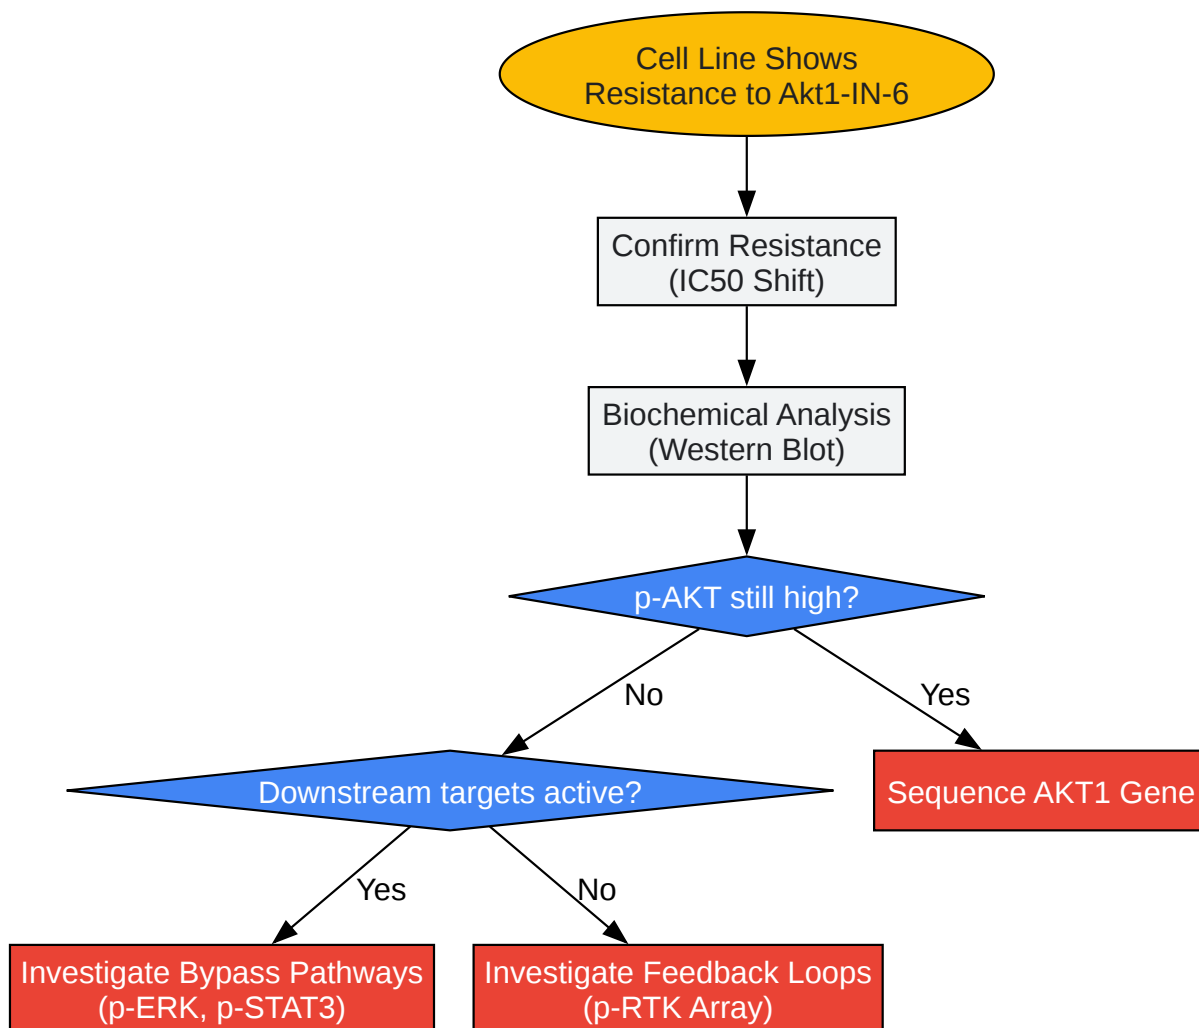 Cell Line Shows
Resistance to Akt1-IN-6
Confirm Resistance
(IC50 Shift)
Biochemical Analysis
(Western Blot)
p-AKT still high?
No
Yes
Downstream targets active?
Sequence AKT1 Gene
Yes
No
Investigate Bypass Pathways
(p-ERK, p-STAT3)
Investigate Feedback Loops
(p-RTK Array)